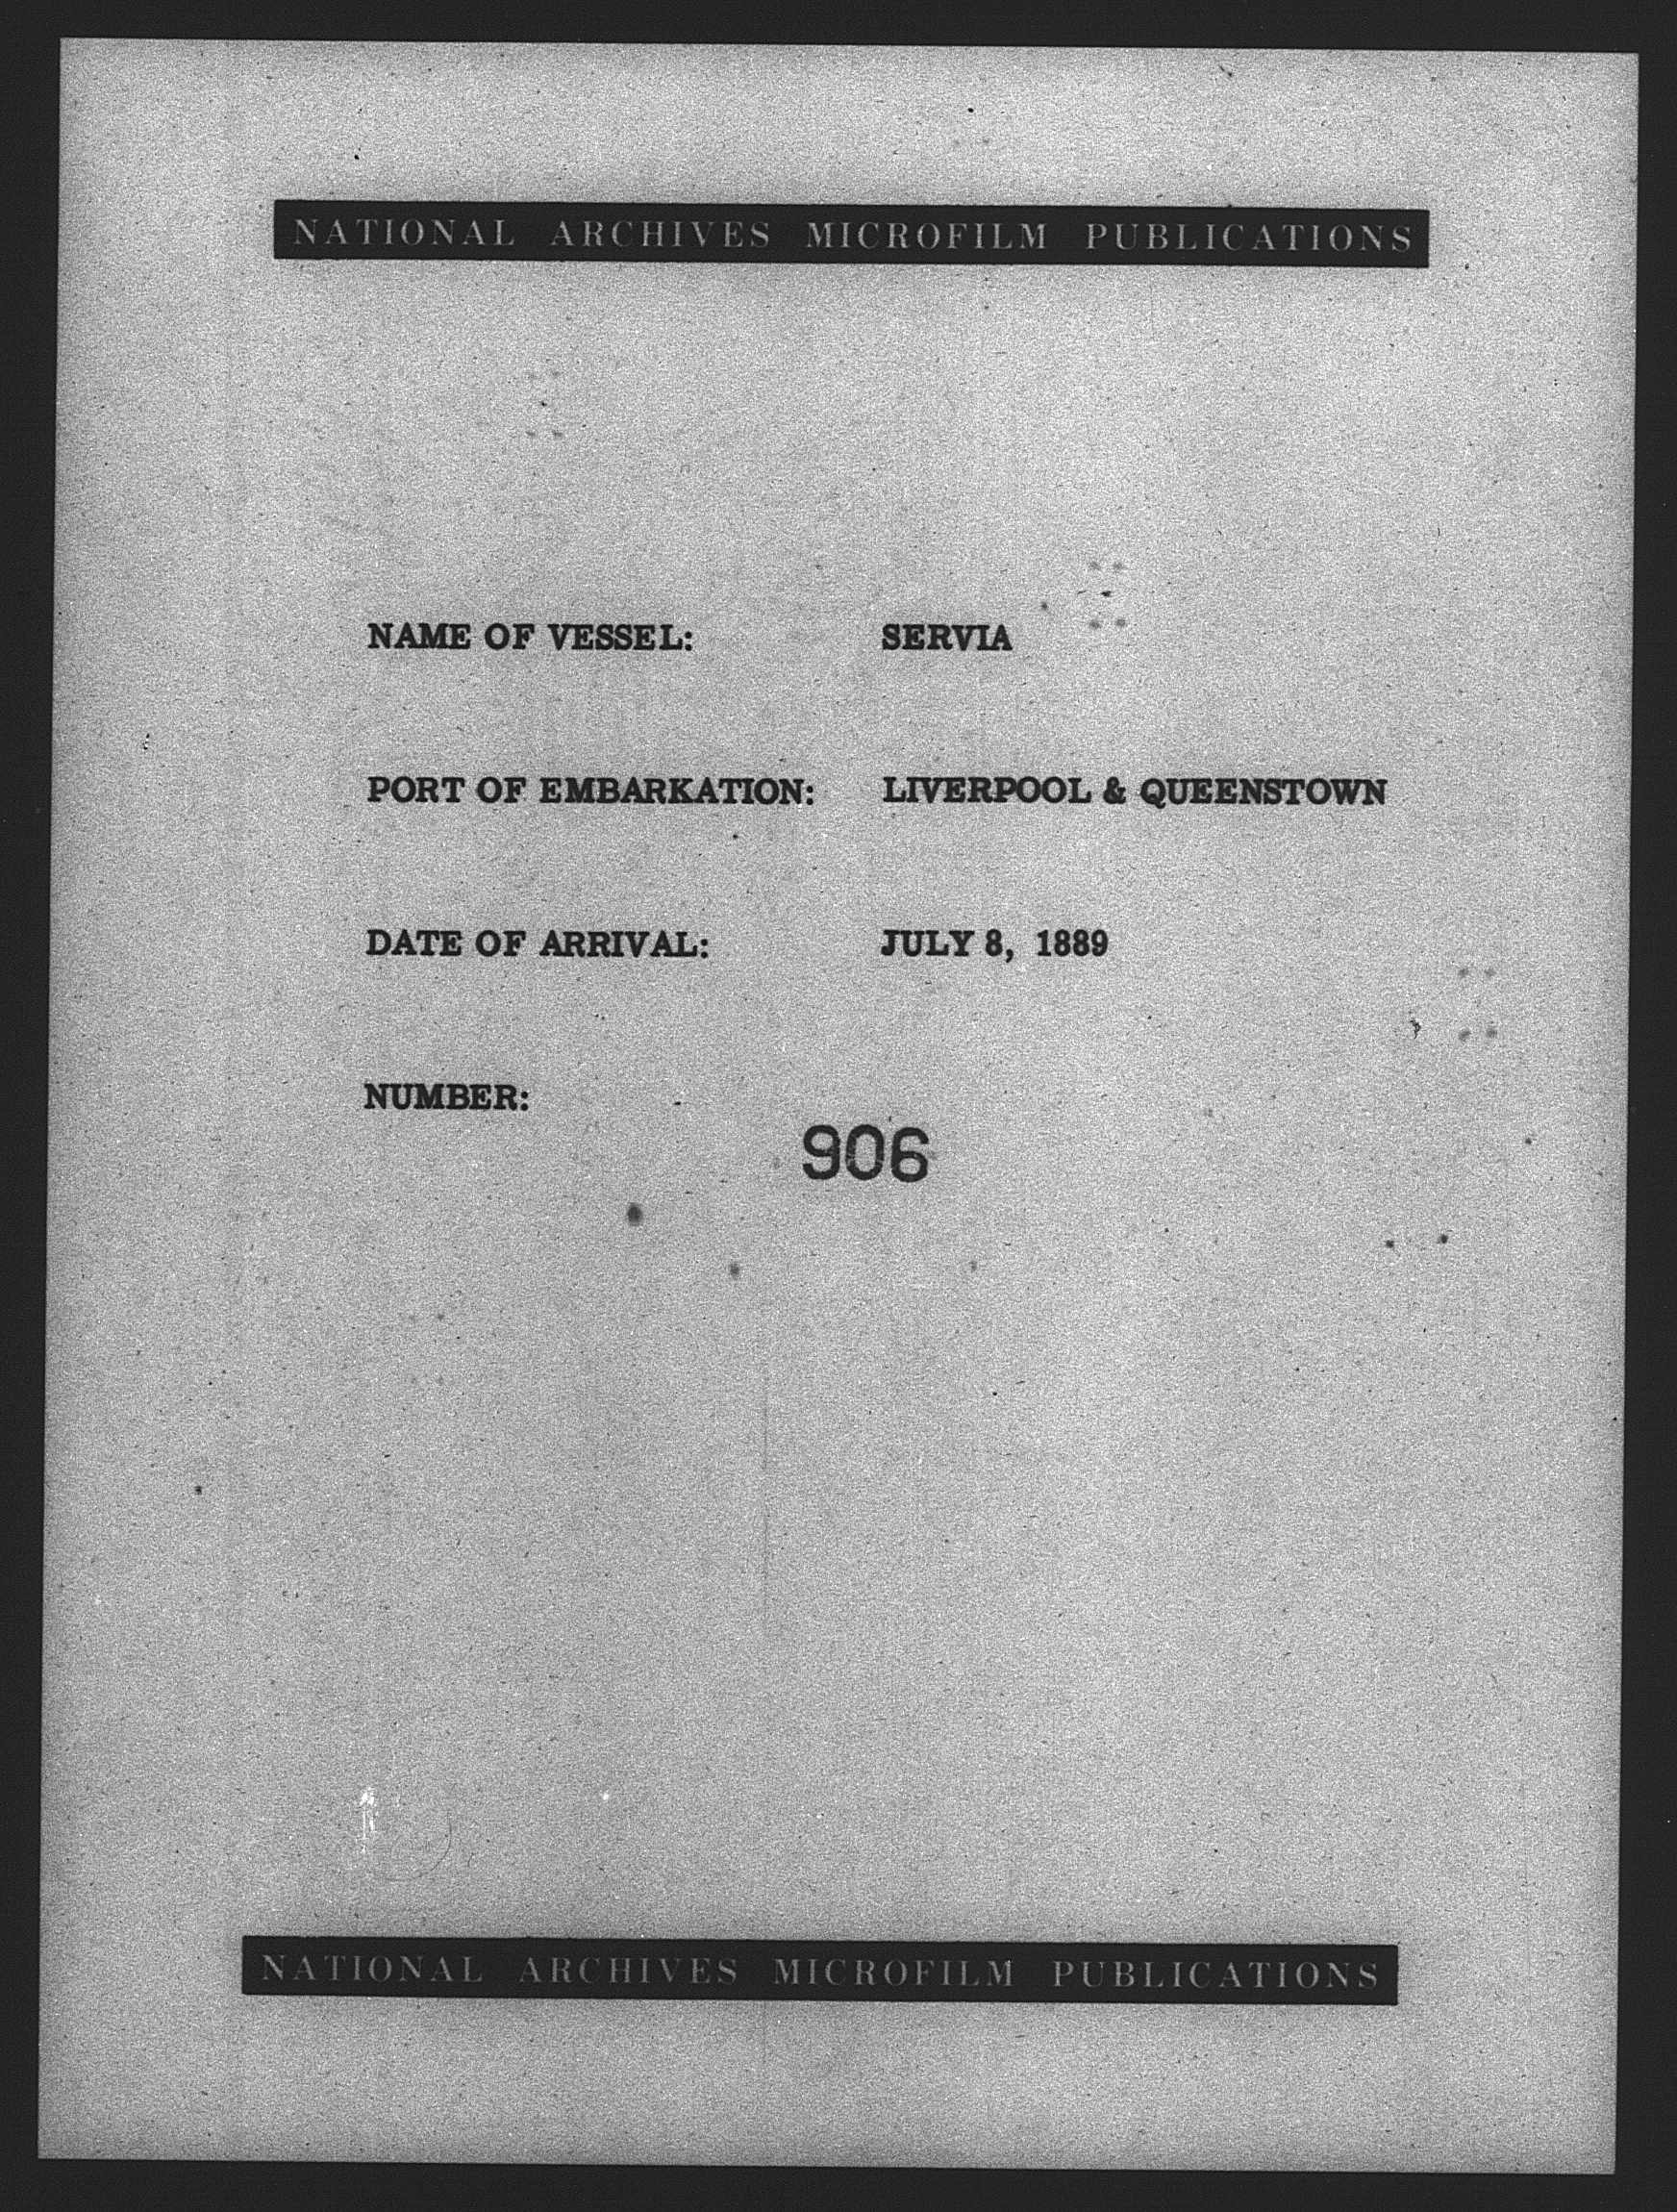 NATIONAL ARCHIVES MICROFILM PUBLICATIONS
NAME OF VESSEL: SERVIA
PORT OF EMBARKATION: LIVERPOOL & QUEENSTOWN
DATE OF ARRIVAL: JULY 8, 1889
NUMBER:
906
NATIONAL ARCHIVES MICROFILM PUBLICATIONS